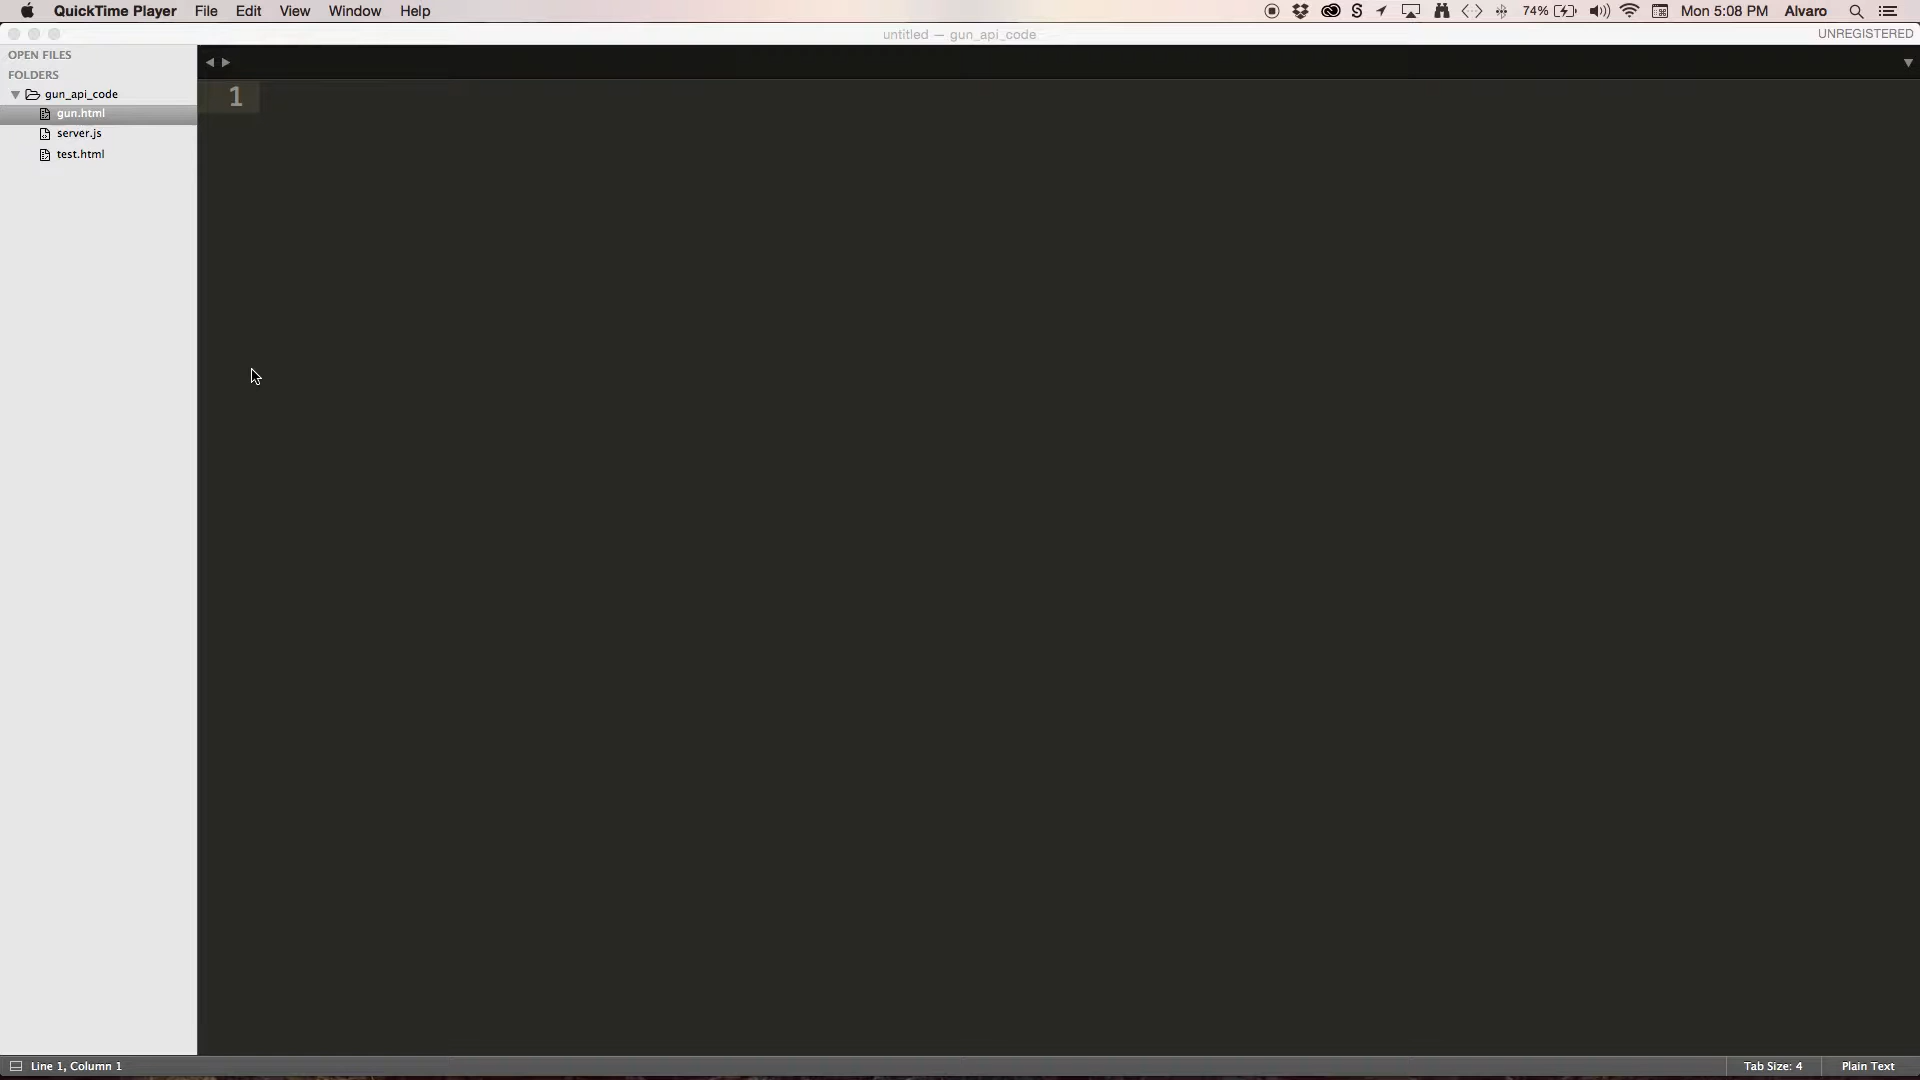 QuickTime Player File Edit View Window Help 74% Mon 5:08 PM Alvaro
untitled — gun_api_code UNREGISTERED
OPEN FILES
FOLDERS
gun_api_code
gun.html
server.js
test.html
1
Line 1, Column 1 Tab Size: 4 Plain Text